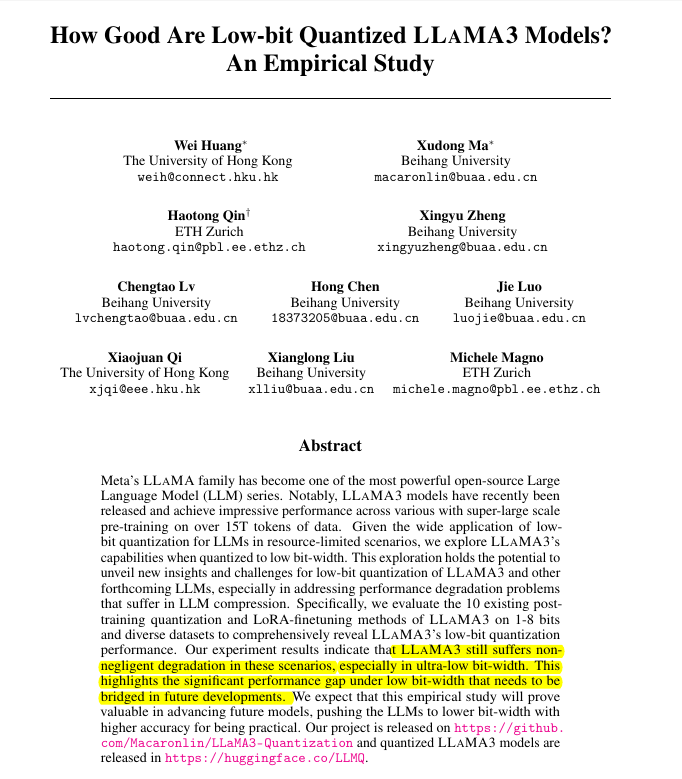 How Good Are Low-bit Quantized LLAMA3 Models?
An Empirical Study
Wei Huang* Xudong Ma*
The University of Hong Kong Beihang University
weih@connect.hku.hk macaronlin@buaa.edu.cn
Haotong Qin† Xingyu Zheng
ETH Zurich Beihang University
haotong.qin@pbl.ee.ethz.ch xingyuzheng@buaa.edu.cn
Chengtao Lv Hong Chen Jie Luo
Beihang University Beihang University Beihang University
lvchengtao@buaa.edu.cn 18373205@buaa.edu.cn luojie@buaa.edu.cn
Xiaojuan Qi Xianglong Liu Michele Magno
The University of Hong Kong Beihang University ETH Zurich
xjqi@eee.hku.hk xlliu@buaa.edu.cn michele.magno@pbl.ee.ethz.ch
Abstract
Meta's LLAMA family has become one of the most powerful open-source Large
Language Model (LLM) series. Notably, LLAMA3 models have recently been
released and achieve impressive performance across various with super-large scale
pre-training on over 15T tokens of data. Given the wide application of low-
bit quantization for LLMs in resource-limited scenarios, we explore LLAMA3's
capabilities when quantized to low bit-width. This exploration holds the potential to
unveil new insights and challenges for low-bit quantization of LLAMA3 and other
forthcoming LLMs, especially in addressing performance degradation problems
that suffer in LLM compression. Specifically, we evaluate the 10 existing post-
training quantization and LoRA-finetuning methods of LLAMA3 on 1-8 bits
and diverse datasets to comprehensively reveal LLAMA3's low-bit quantization
performance. Our experiment results indicate that LLAMA3 still suffers non-
negligent degradation in these scenarios, especially in ultra-low bit-width. This
highlights the significant performance gap under low bit-width that needs to be
bridged in future developments. We expect that this empirical study will prove
valuable in advancing future models, pushing the LLMs to lower bit-width with
higher accuracy for being practical. Our project is released on https://github.
com/Macaronlin/LLaMA3-Quantization and quantized LLAMA3 models are
released in https://huggingface.co/LLMQ.